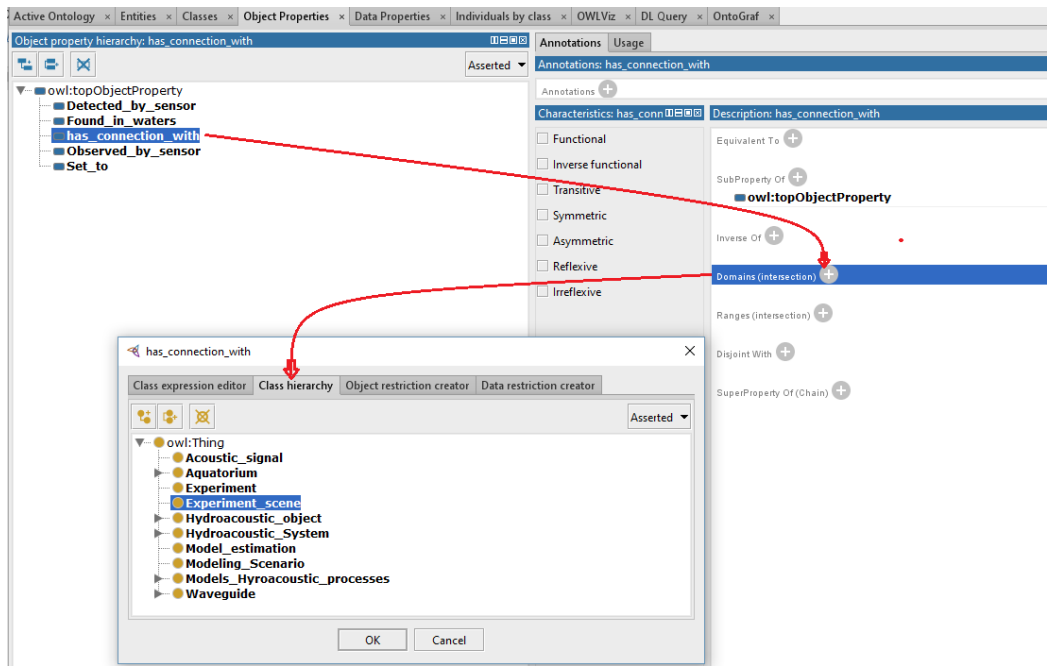 Active Ontology × Entities × Classes × Object Properties × Data Properties × Individuals by class × OWLViz × DL Query × OntoGraf ×
Object property hierarchy: has_connection_with
Asserted
owl:topObjectProperty
Detected_by_sensor
Found_in_waters
has_connection_with
Observed_by_sensor
Set_to
Annotations Usage
Annotations: has_connection_with
Annotations
Characteristics: has_conn
Functional
Inverse functional
Transitive
Symmetric
Asymmetric
Reflexive
Irreflexive
Description: has_connection_with
Equivalent To
SubProperty Of
owl:topObjectProperty
Inverse Of
Domains (intersection)
Ranges (intersection)
Disjoint With
SuperProperty Of (Chain)
has_connection_with
Class expression editor Class hierarchy Object restriction creator Data restriction creator
Asserted
owl:Thing
Acoustic_signal
Aquatorium
Experiment
Experiment_scene
Hydroacoustic_object
Hydroacoustic_System
Model_estimation
Modeling_Scenario
Models_Hyroacoustic_processes
Waveguide
OK Cancel